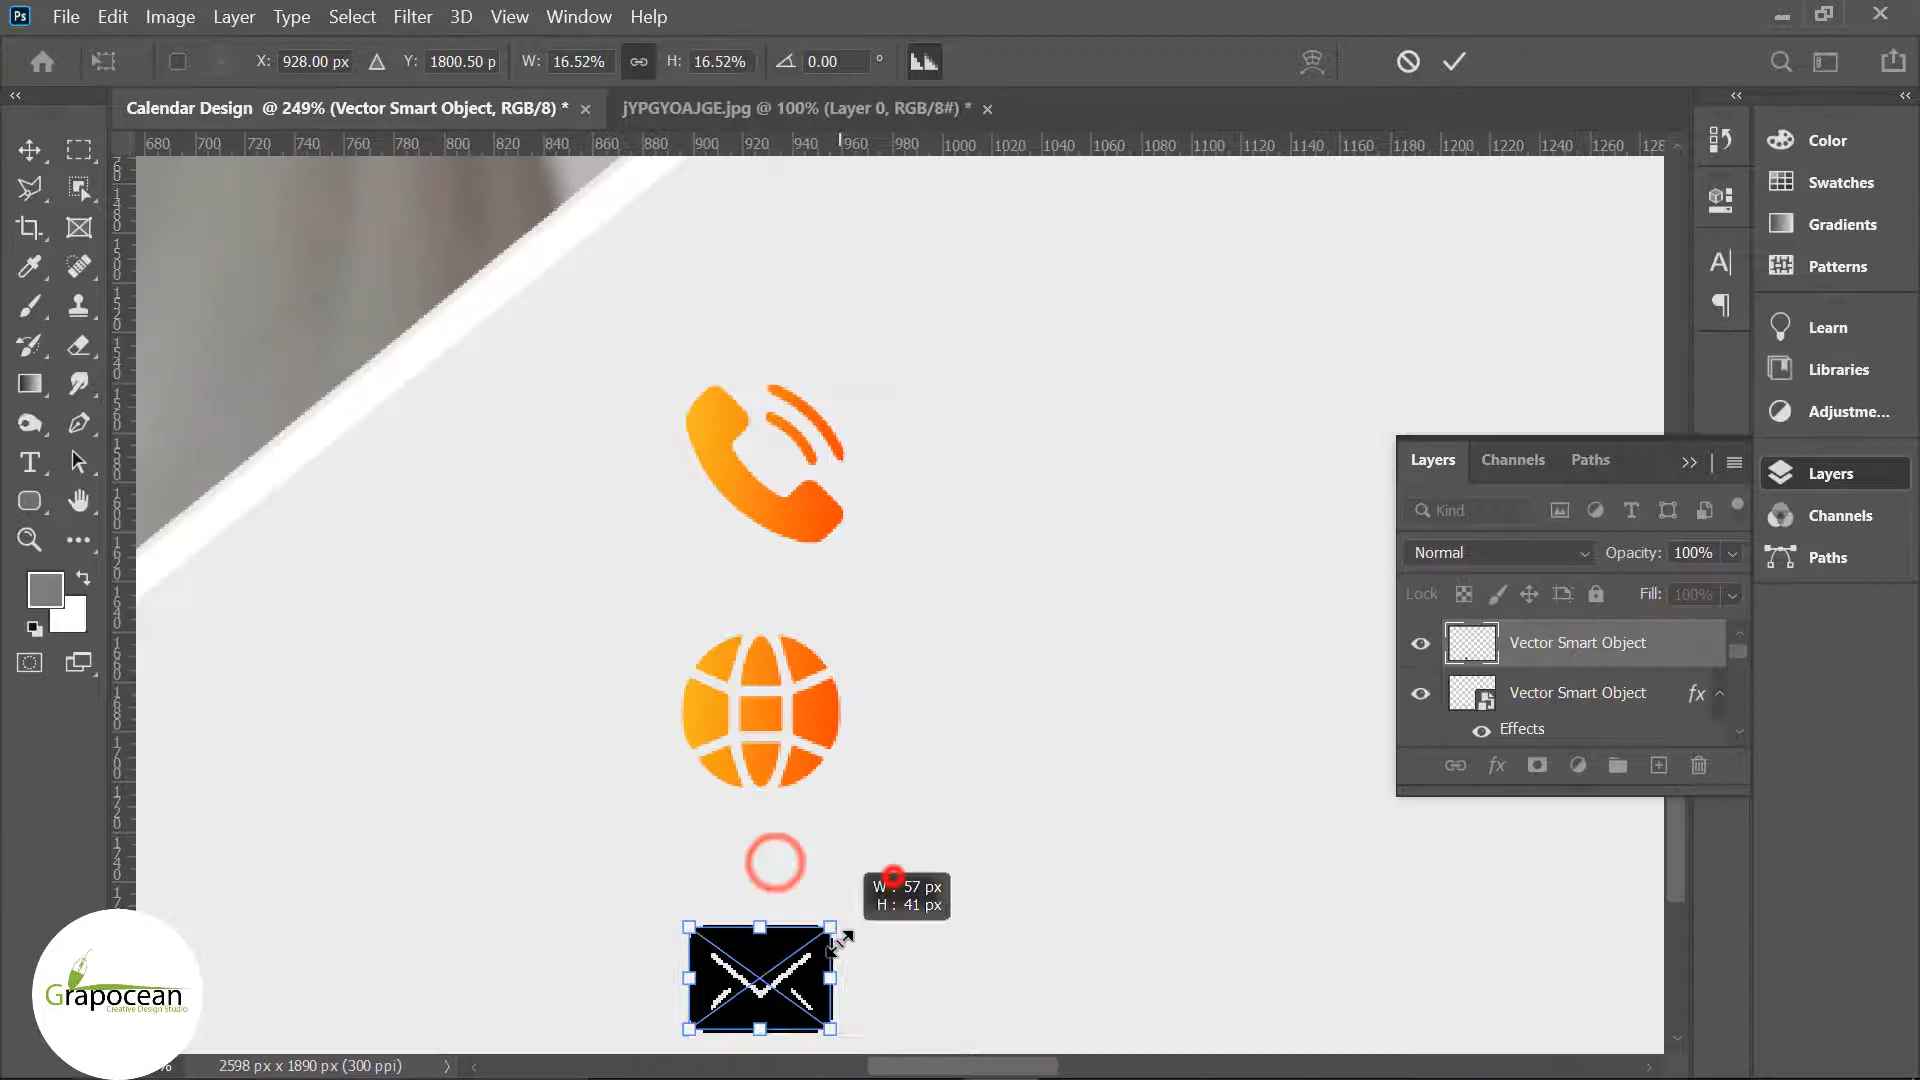 Ps File Edit Image Layer Type Select Filter 3D View Window Help
X: 928.00 px Y: 1800.50 p W: 16.52% H: 16.52% 0.00 °
Calendar Design @ 249% (Vector Smart Object, RGB/8) * jYPGYOAJGE.jpg @ 100% (Layer 0, RGB/8#) *
680 700 720 740 760 780 800 820 840 860 880 900 920 940 960 980 1000 1020 1040 1060 1080 1100 1120 1140 1160 1180 1200 1220 1240 1260 128
Color
Swatches
Gradients
Patterns
Learn
Libraries
Adjustme...
Layers
Channels
Paths
Layers Channels Paths
Kind
Normal Opacity: 100%
Lock Fill: 100%
Vector Smart Object
Vector Smart Object fx
Effects
fx
W : 57 px
H : 41 px
Grapocean
Creative Design Studio
% 2598 px x 1890 px (300 ppi)